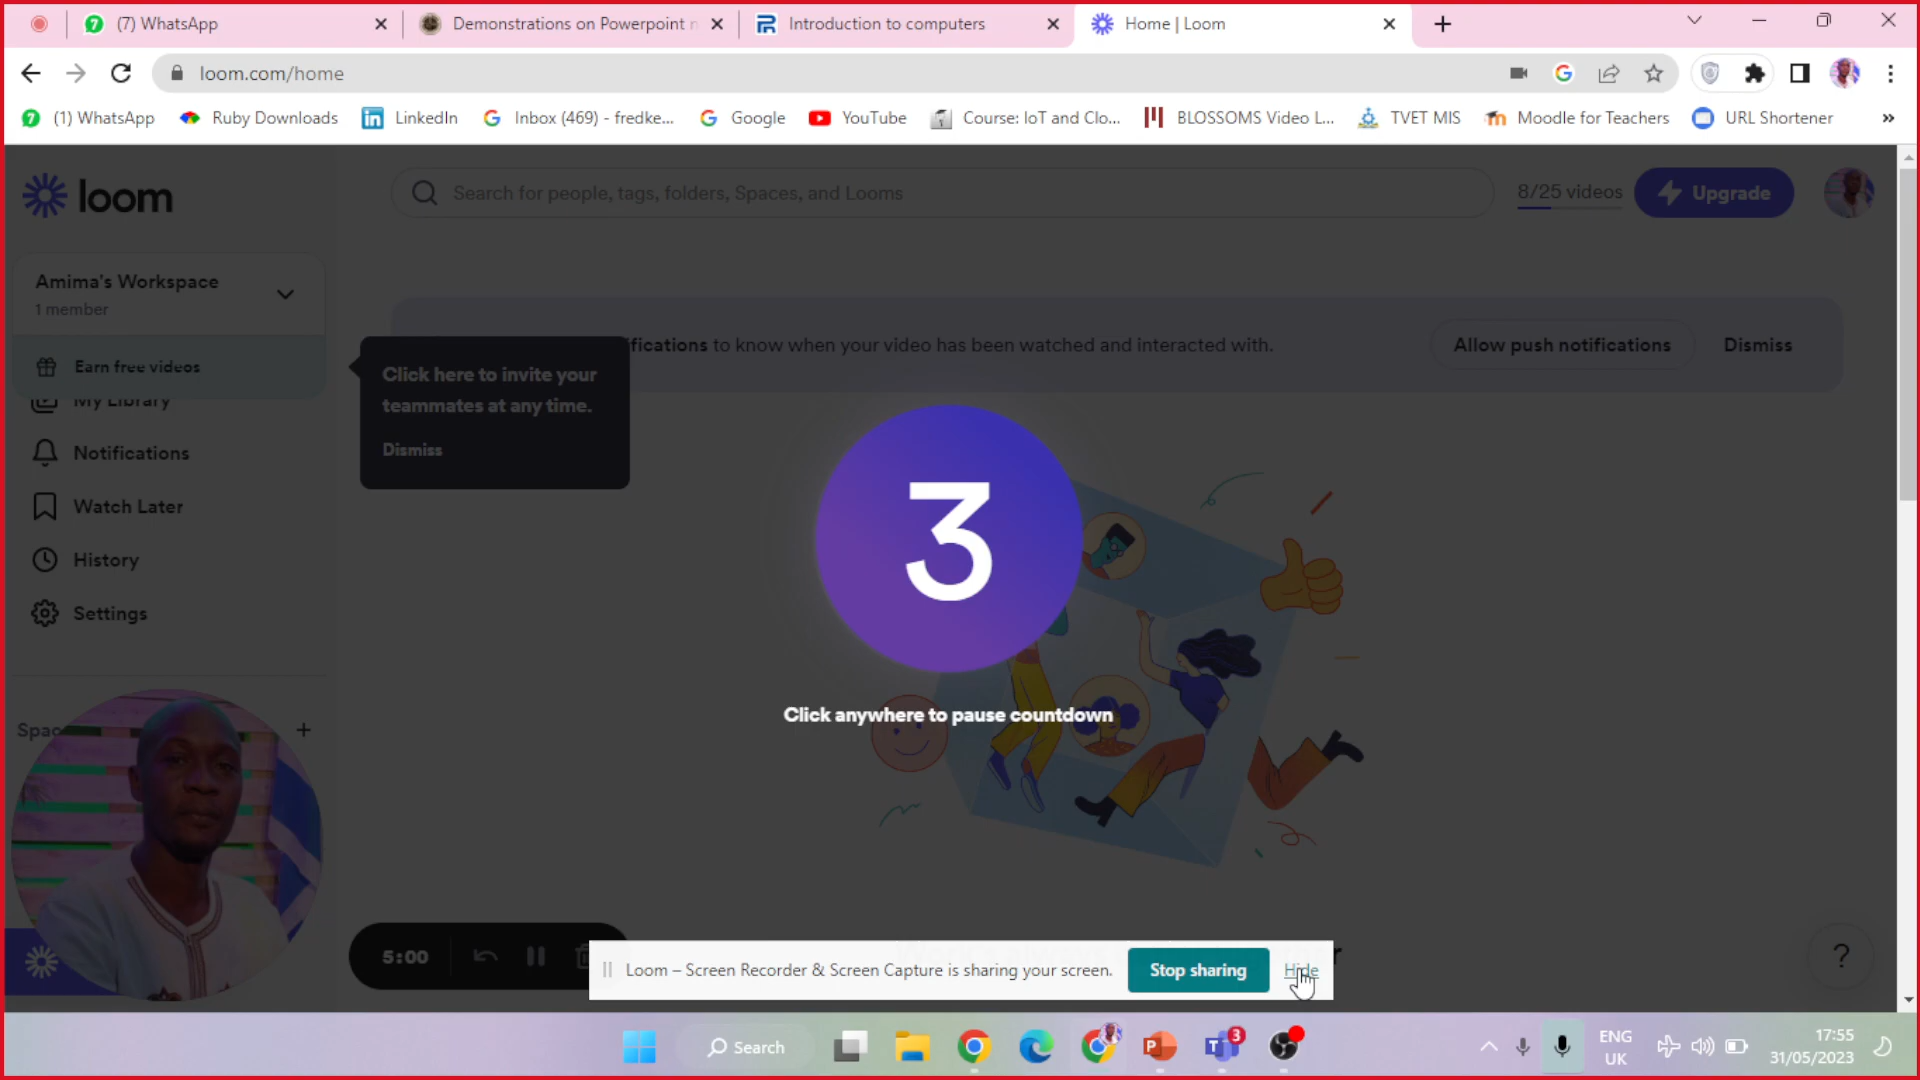 (7) WhatsApp
Demonstrations on Powerpoint n
Introduction to computers
Home | Loom
loom.com/home
(1) WhatsApp
Ruby Downloads
LinkedIn
Inbox (469) - fredke...
Google
YouTube
Course: IoT and Clo...
BLOSSOMS Video L...
TVET MIS
Moodle for Teachers
URL Shortener
»
loom
Search for people, tags, folders, Spaces, and Looms
8/25 videos
Upgrade
Amima's Workspace
1 member
Earn free videos
My Library
Notifications
Watch Later
History
Settings
Spac
Click here to invite your
teammates at any time.
Dismiss
ifications to know when your video has been watched and interacted with.
Allow push notifications
Dismiss
3
Click anywhere to pause countdown
5:00
Loom – Screen Recorder & Screen Capture is sharing your screen.
Stop sharing
Hide
?
Search
3
ENG
UK
17:55
31/05/2023